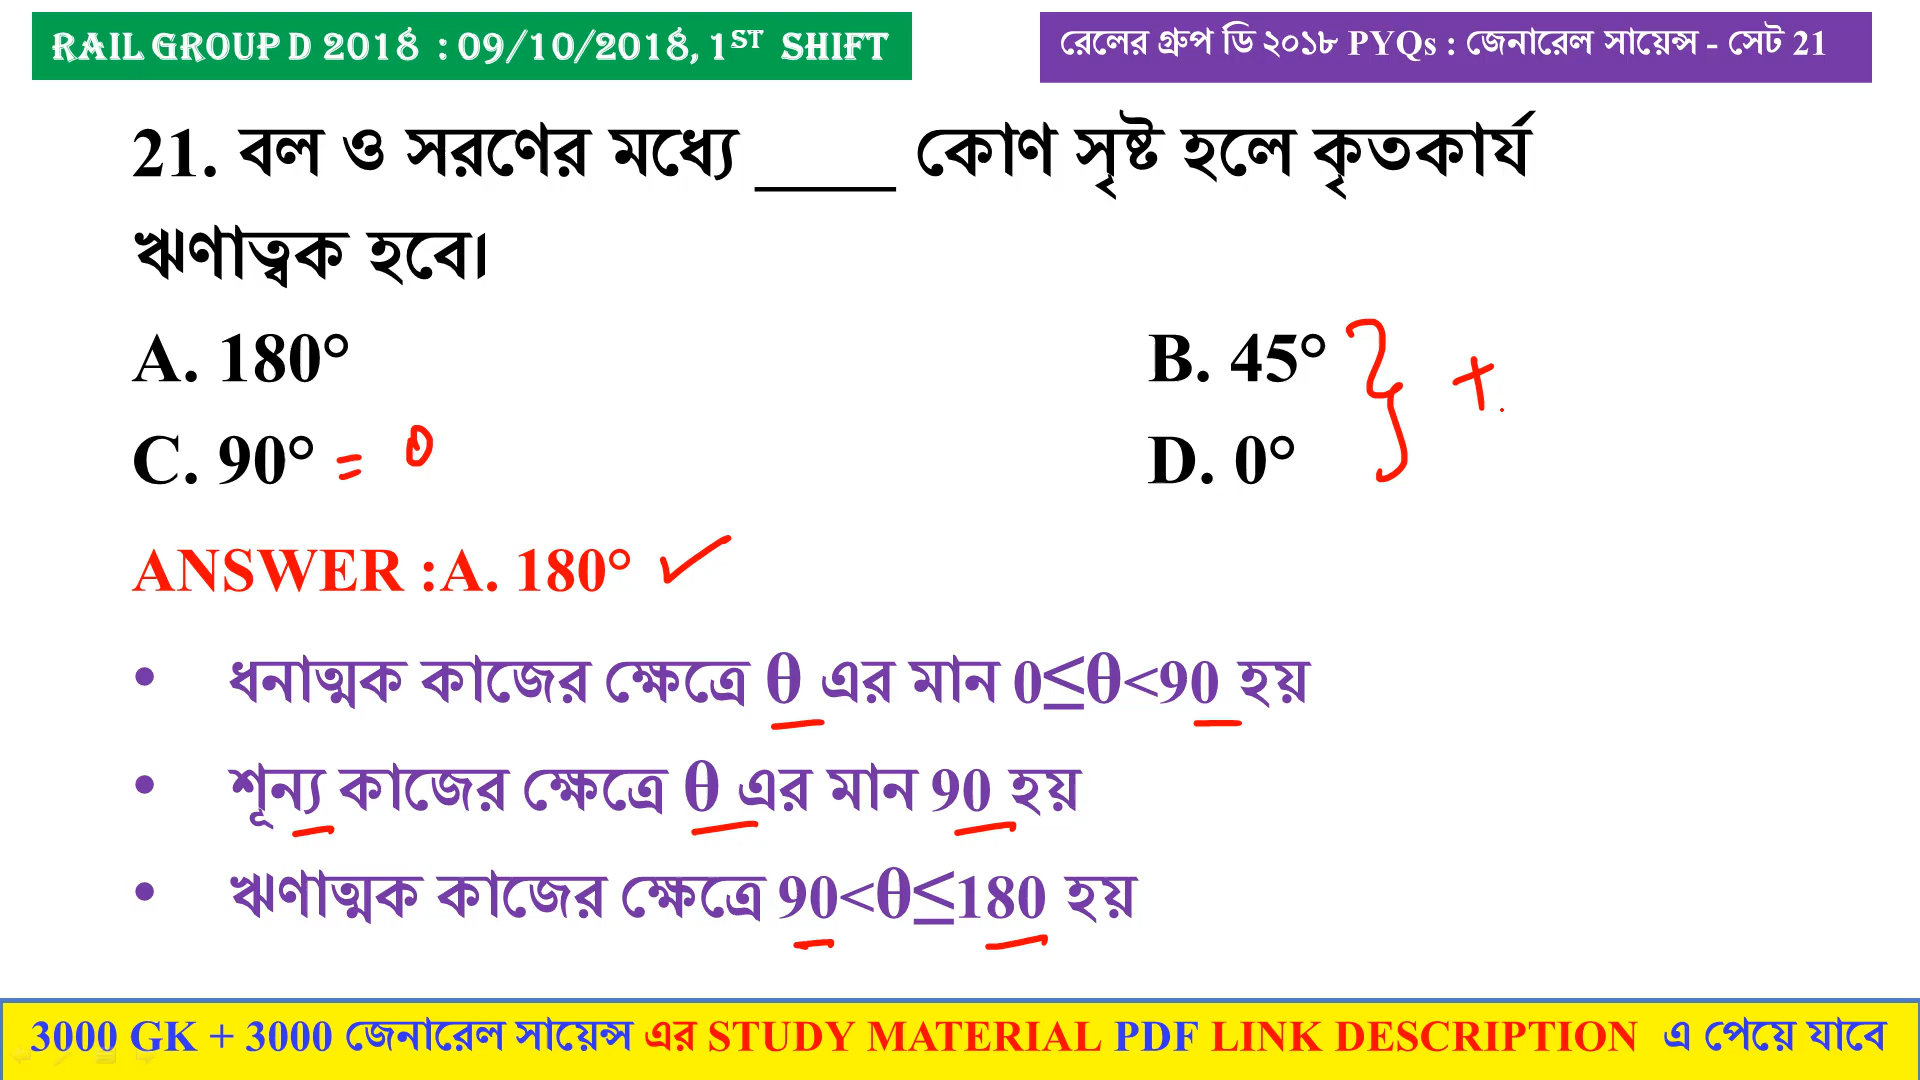 RAIL GROUP D 2018 : 09/10/2018, 1ST SHIFT
রেলের গ্রুপ ডি ২০১৮ PYQs : জেনারেল সায়েন্স - সেট 21
21. বল ও সরণের মধ্যে ____ কোণ সৃষ্ট হলে কৃতকার্য
ঋণাত্বক হবে।
A. 180°
B. 45°
+
C. 90° = 0
D. 0°
ANSWER :A. 180° ✓
• ধনাত্মক কাজের ক্ষেত্রে θ এর মান 0≤θ<90 হয়
• শূন্য কাজের ক্ষেত্রে θ এর মান 90 হয়
• ঋণাত্মক কাজের ক্ষেত্রে 90<θ≤180 হয়
3000 GK + 3000 জেনারেল সায়েন্স এর STUDY MATERIAL PDF LINK DESCRIPTION এ পেয়ে যাবে